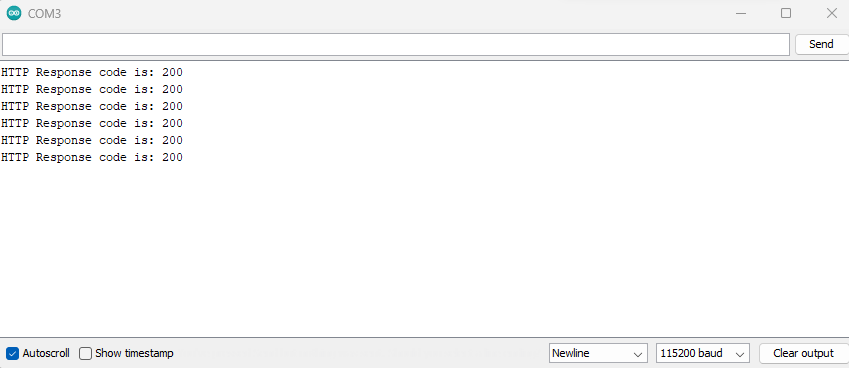 COM3
Send
HTTP Response code is: 200
HTTP Response code is: 200
HTTP Response code is: 200
HTTP Response code is: 200
HTTP Response code is: 200
HTTP Response code is: 200
Autoscroll Show timestamp Newline 115200 baud Clear output